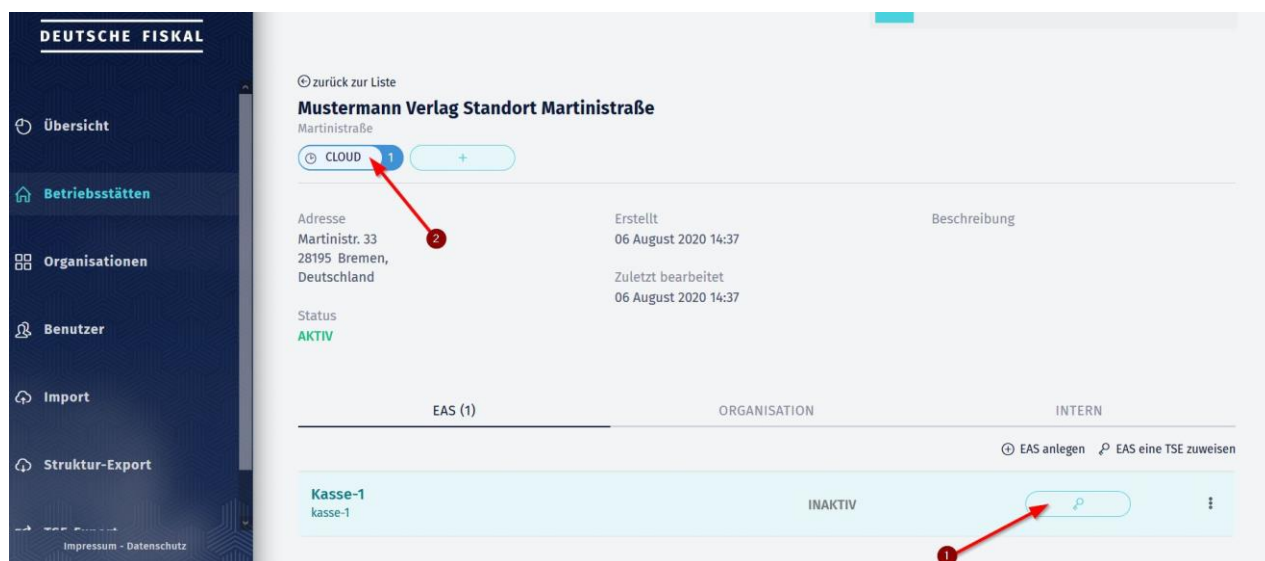 DEUTSCHE FISKAL
Übersicht
Betriebsstätten
Organisationen
Benutzer
Import
Struktur-Export
Impressum - Datenschutz
zurück zur Liste
Mustermann Verlag Standort Martinistraße
Martinistraße
CLOUD 1 +
Adresse
Martinistr. 33
28195 Bremen,
Deutschland
Status
AKTIV
Erstellt
06 August 2020 14:37
Zuletzt bearbeitet
06 August 2020 14:37
Beschreibung
2
EAS (1) ORGANISATION INTERN
EAS anlegen EAS eine TSE zuweisen
Kasse-1
kasse-1
INAKTIV
1